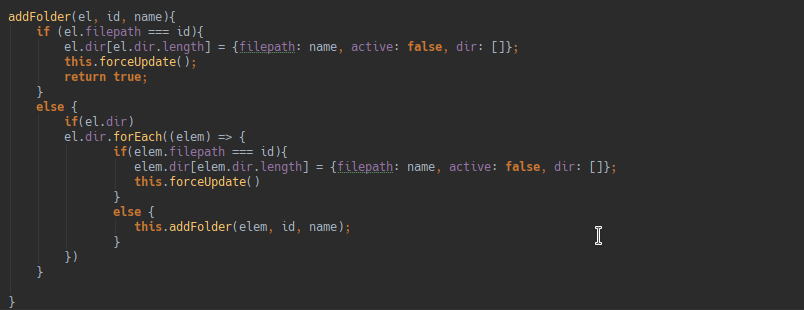 addFolder(el, id, name){
if (el.filepath === id){
el.dir[el.dir.length] = {filepath: name, active: false, dir: []};
this.forceUpdate();
return true;
}
else {
if(el.dir)
el.dir.forEach((elem) => {
if(elem.filepath === id){
elem.dir[elem.dir.length] = {filepath: name, active: false, dir: []};
this.forceUpdate()
}
else {
this.addFolder(elem, id, name);
}
})
}
}